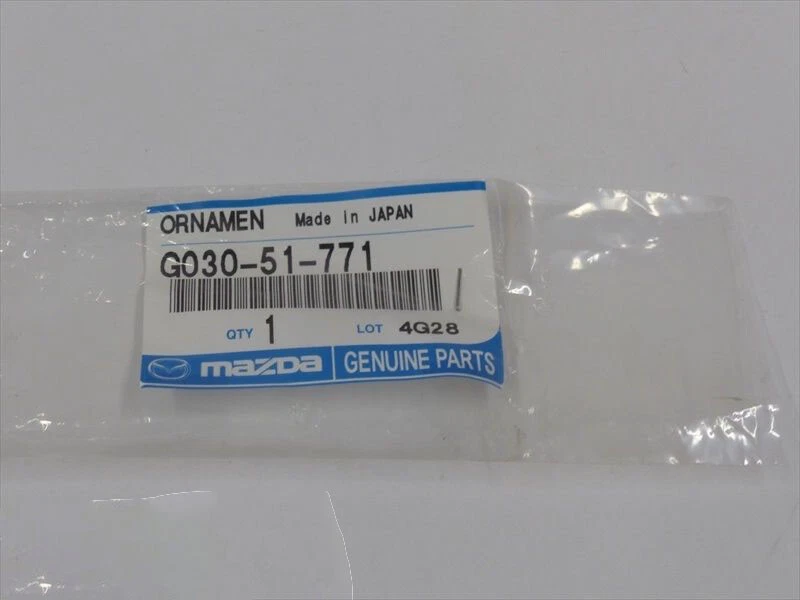 ORNAMEN Made in JAPAN
G030-51-771
QTY 1 LOT 4G28
mazda GENUINE PARTS